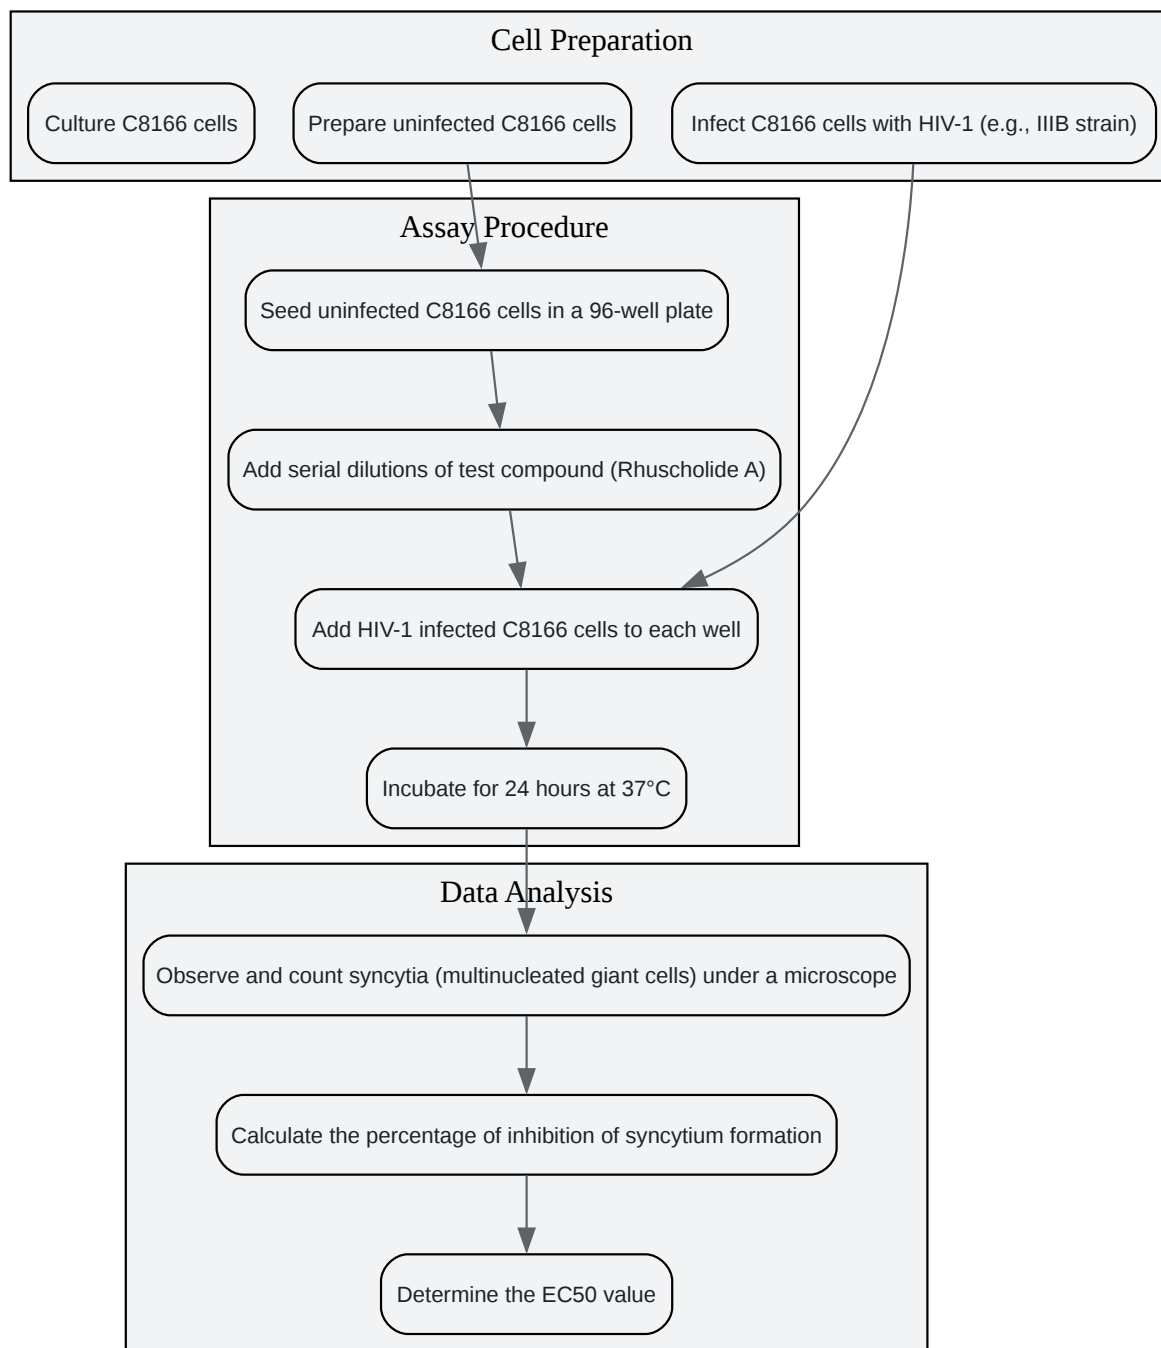 Cell Preparation
Culture C8166 cells
Prepare uninfected C8166 cells
Infect C8166 cells with HIV-1 (e.g., IIIB strain)
Assay Procedure
Seed uninfected C8166 cells in a 96-well plate
Add serial dilutions of test compound (Rhuscholide A)
Add HIV-1 infected C8166 cells to each well
Incubate for 24 hours at 37°C
Data Analysis
Observe and count syncytia (multinucleated giant cells) under a microscope
Calculate the percentage of inhibition of syncytium formation
Determine the EC50 value